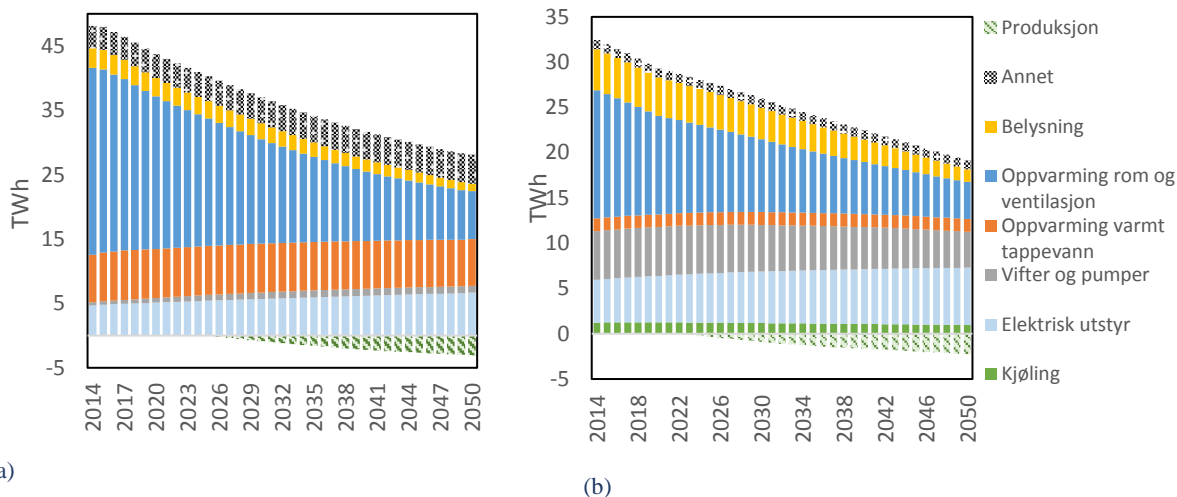 TWh
45
35
25
15
5
-5
2014
2017
2020
2023
2026
2029
2032
2035
2038
2041
2044
2047
2050
a)
TWh
35
30
25
20
15
10
5
0
-5
2014
2018
2022
2026
2030
2034
2038
2042
2046
2050
(b)
Produksjon
Annet
Belysning
Oppvarming rom og
ventilasjon
Oppvarming varmt
tappevann
Vifter og pumper
Elektrisk utstyr
Kjøling